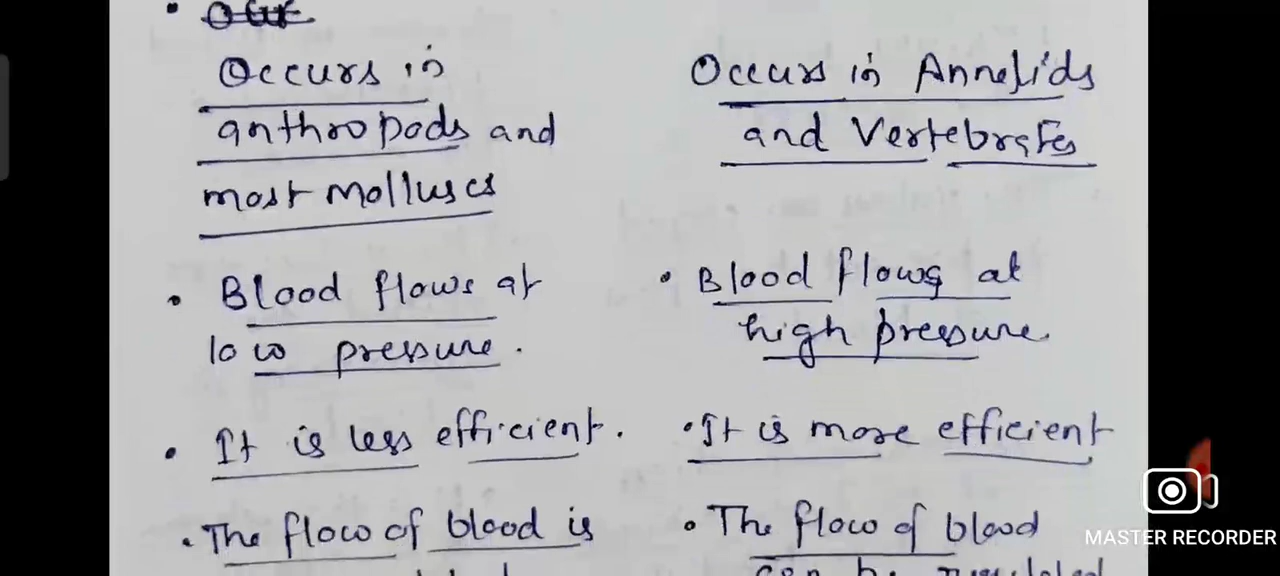 Occurs in
anthropods and
most molluscs
• Blood flows at
low pressure.
• It is less efficient.
• The flow of blood is
Occurs in Annelids
and Vertebrates
• Blood flows at
high pressure
• It is more efficient
• The flow of blood
can be
MASTER RECORDER